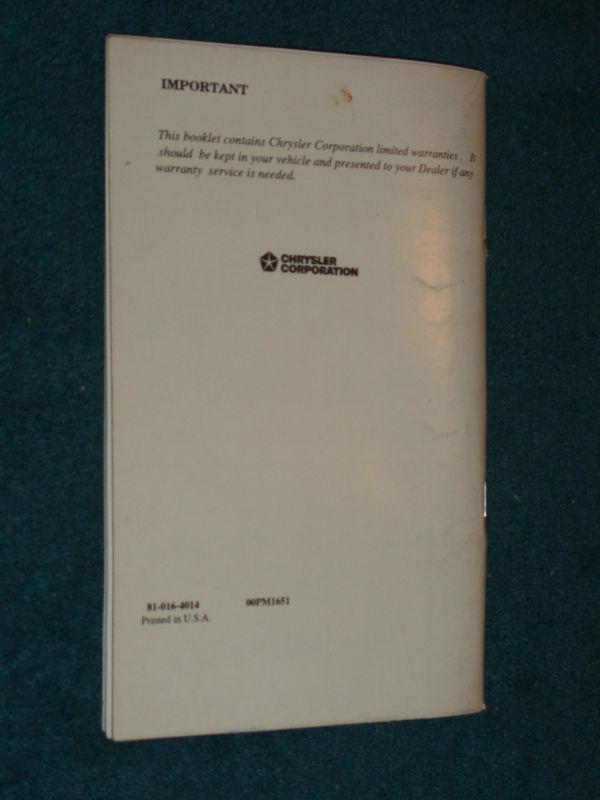 IMPORTANT
This booklet contains Chrysler Corporation limited warranties. It
should be kept in your vehicle and presented to your Dealer if any
warranty service is needed.
CHRYSLER
CORPORATION
81-016-4014 00PM1651
Printed in U.S.A.